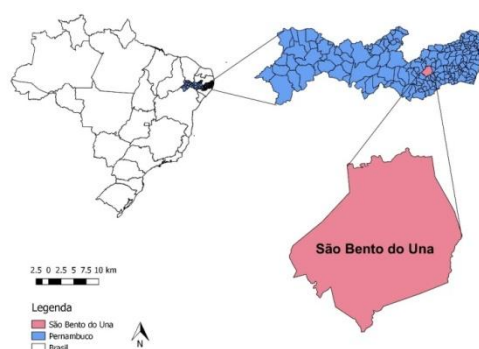 São Bento do Una
2.5 0 2.5 5 7.5 10 km
Legenda
São Bento do Una
Pernambuco
Brasil
N